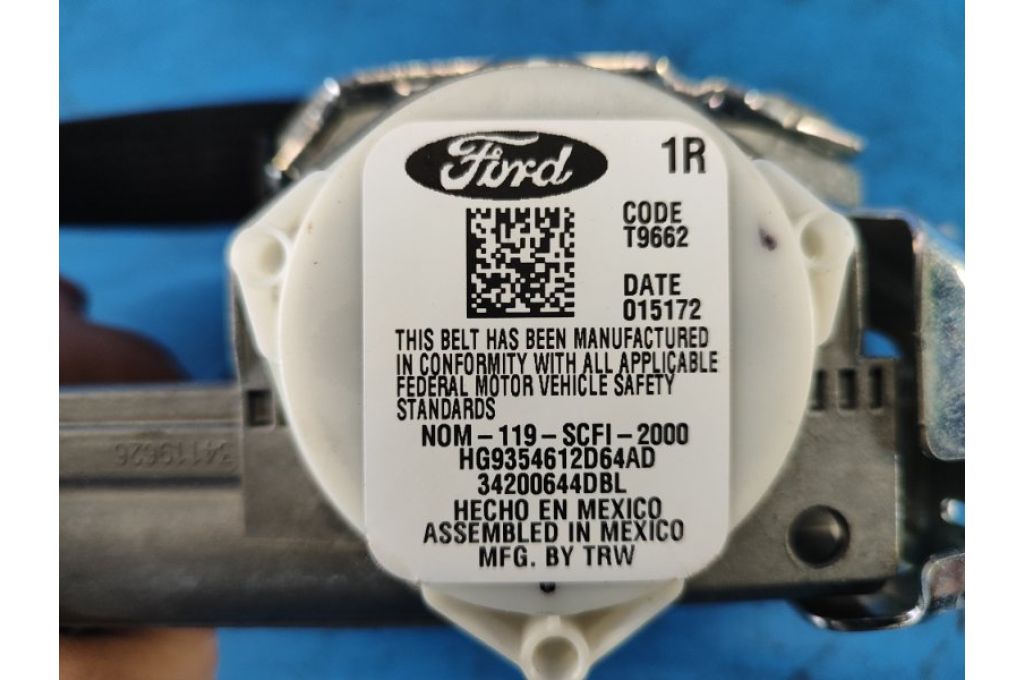 Ford
1R
CODE
T9662
DATE
015172
THIS BELT HAS BEEN MANUFACTURED
IN CONFORMITY WITH ALL APPLICABLE
FEDERAL MOTOR VEHICLE SAFETY
STANDARDS
NOM-119-SCFI-2000
HG9354612D64AD
34200644DBL
HECHO EN MEXICO
ASSEMBLED IN MEXICO
MFG. BY TRW
34119626